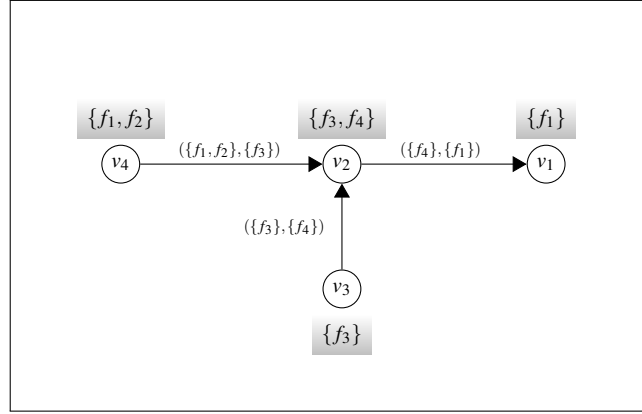 {f1, f2} {f3, f4} {f1}
({f1, f2},{f3}) ({f4},{f1})
v4 v2 v1
({f3},{f4})
v3
{f3}